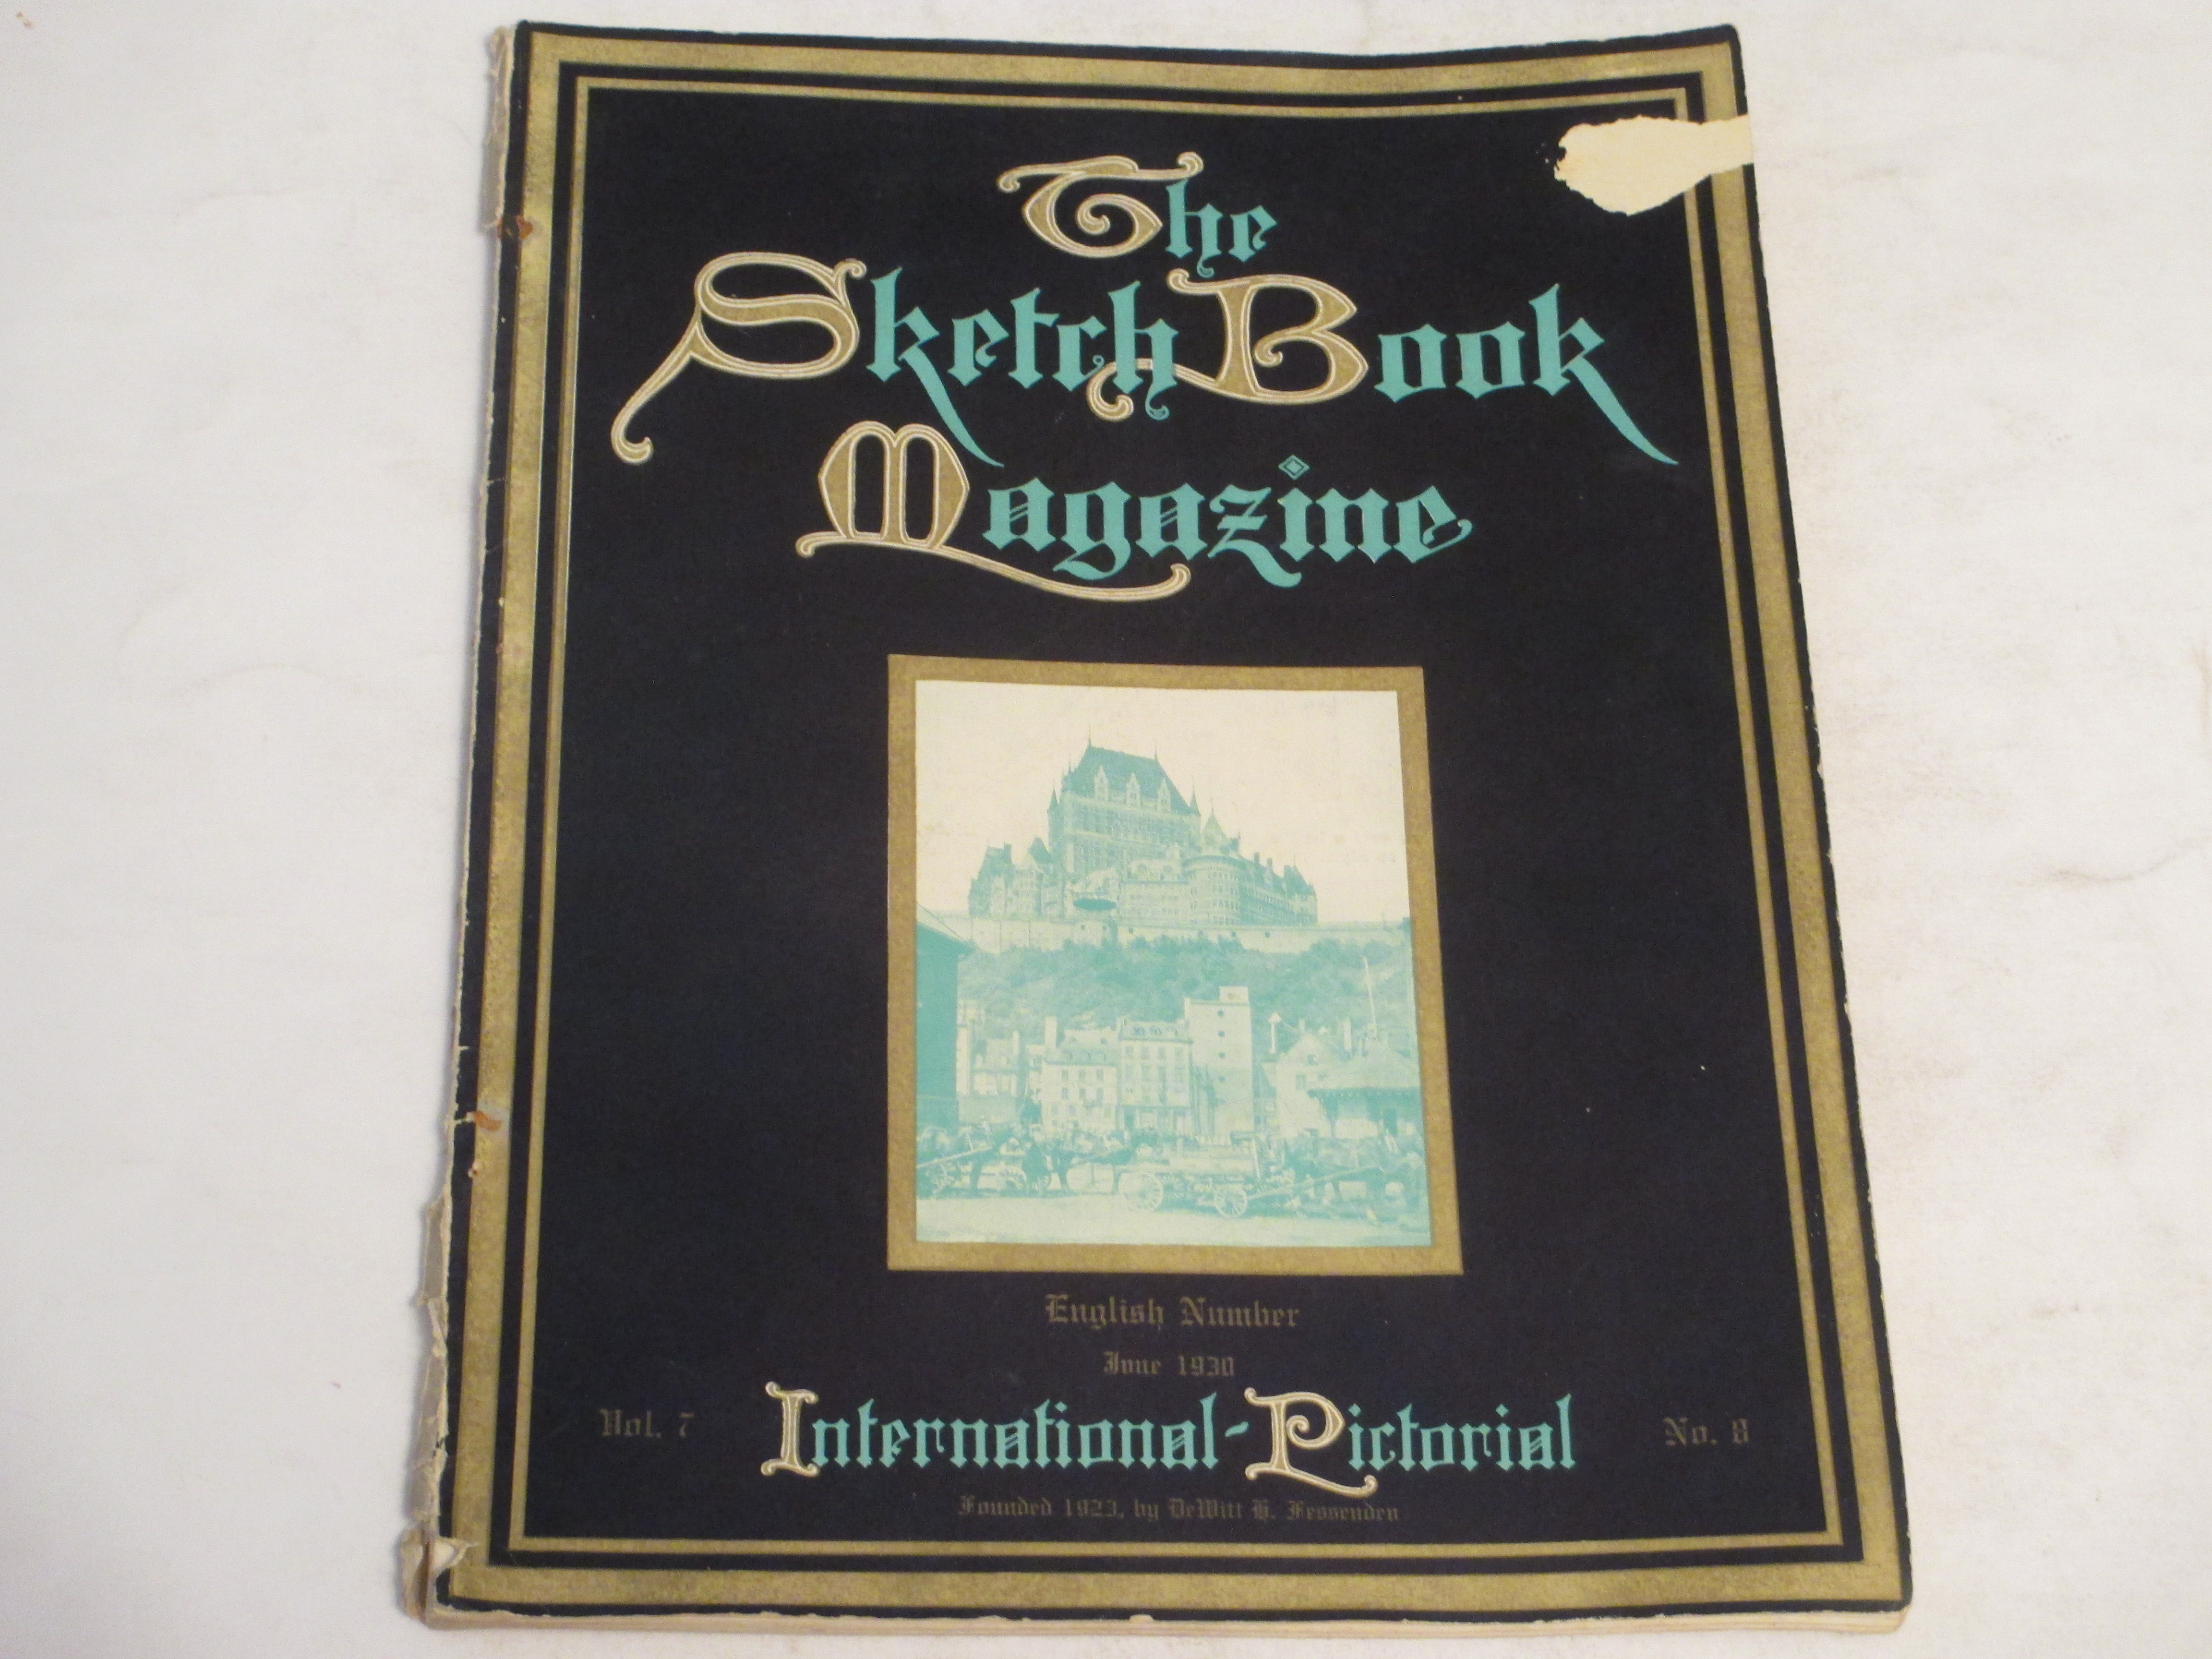 The
Sketch Book
Magazine
English Number
June 1930
Vol. 7
International-Pictorial
No. 8
Founded 1923, by DeWitt H. Fessenden